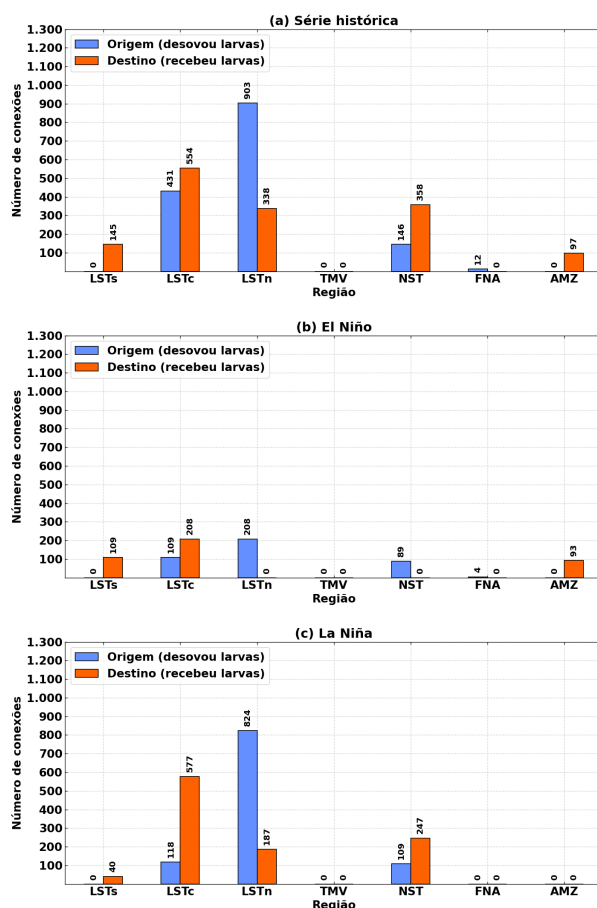 (a) Série histórica
Número de conexões
1.300
1.200
1.100
1.000
900
800
700
600
500
400
300
200
100
Origem (desovou larvas)
Destino (recebeu larvas)
0 145 431 554 903 338 0 0 146 358 12 0 0 97
LSTs LSTc LSTn TMV NST FNA AMZ
Região
(b) El Niño
Número de conexões
1.300
1.200
1.100
1.000
900
800
700
600
500
400
300
200
100
Origem (desovou larvas)
Destino (recebeu larvas)
0 109 109 208 208 0 0 0 89 0 4 0 0 93
LSTs LSTc LSTn TMV NST FNA AMZ
Região
(c) La Niña
Número de conexões
1.300
1.200
1.100
1.000
900
800
700
600
500
400
300
200
100
Origem (desovou larvas)
Destino (recebeu larvas)
0 40 118 577 824 187 0 0 109 247 0 0 0 0
LSTs LSTc LSTn TMV NST FNA AMZ
Região